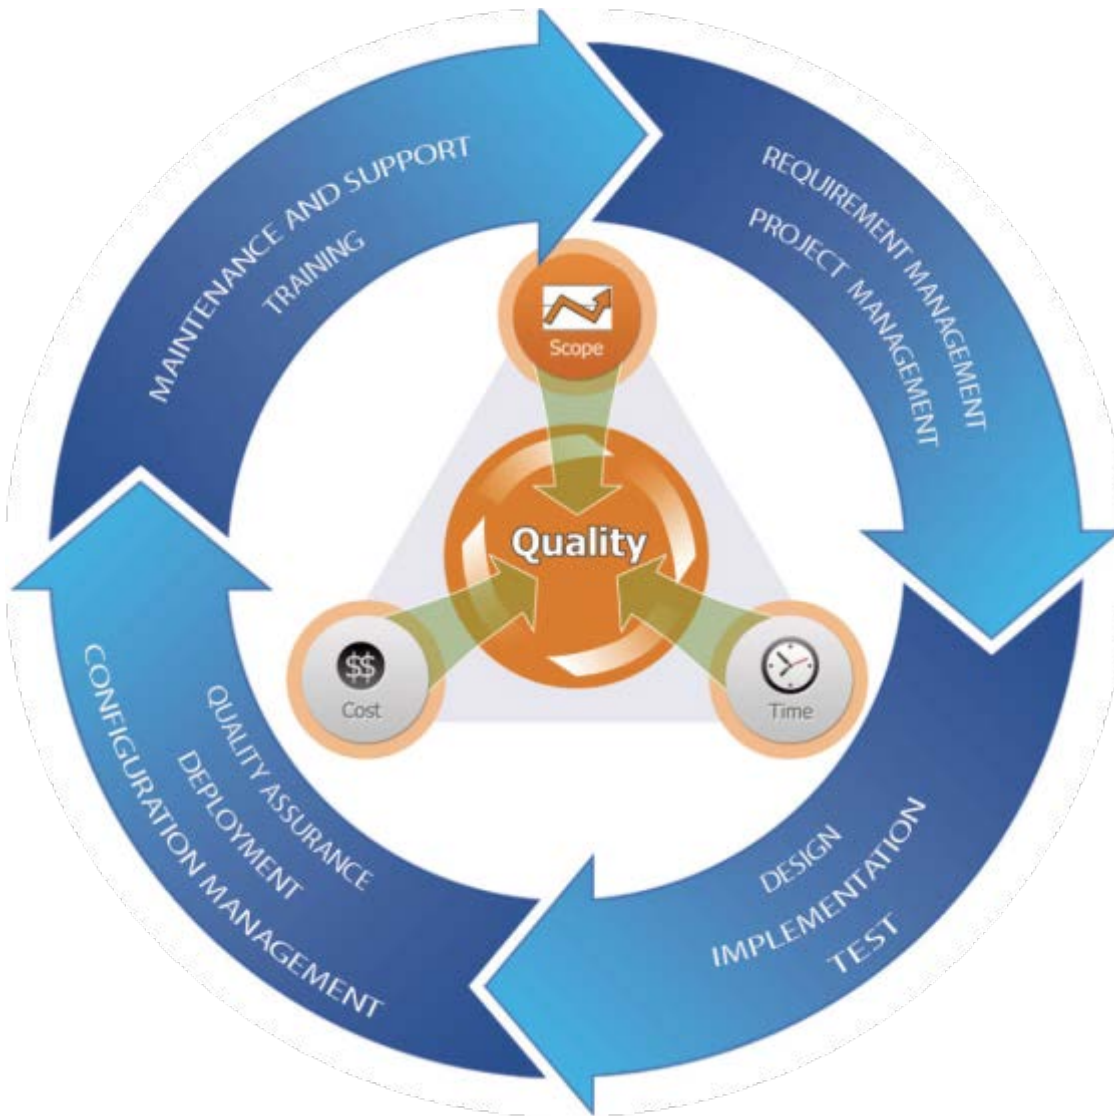 MAINTENANCE AND SUPPORT
TRAINING
REQUIREMENT MANAGEMENT
PROJECT MANAGEMENT
Scope
Quality
$$
Cost
Time
DESIGN
IMPLEMENTATION
TEST
QUALITY ASSURANCE
DEPLOYMENT
CONFIGURATION MANAGEMENT